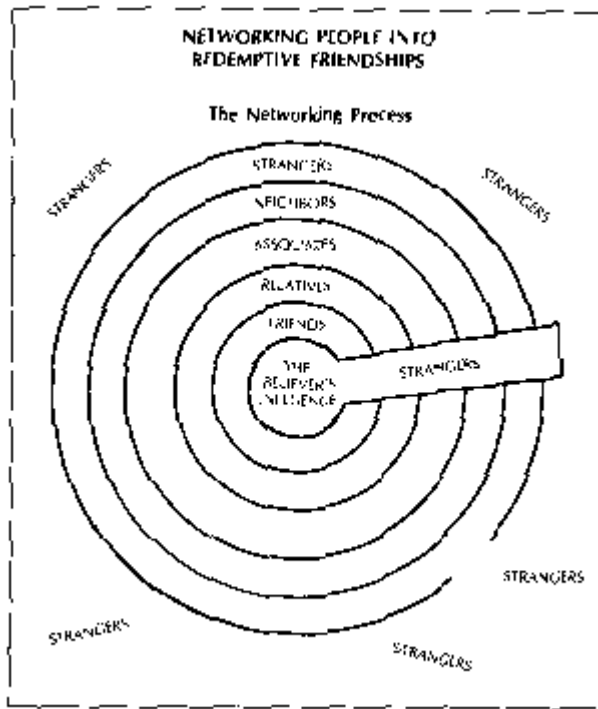 NETWORKING PEOPLE INTO
REDEMPTIVE FRIENDSHIPS
The Networking Process
STRANGERS
STRANGERS
STRANGERS
NEIGHBORS
ASSOCIATES
RELATIVES
FRIENDS
THE
BELIEVER'S
INFLUENCE
STRANGERS
STRANGERS
STRANGERS
STRANGERS